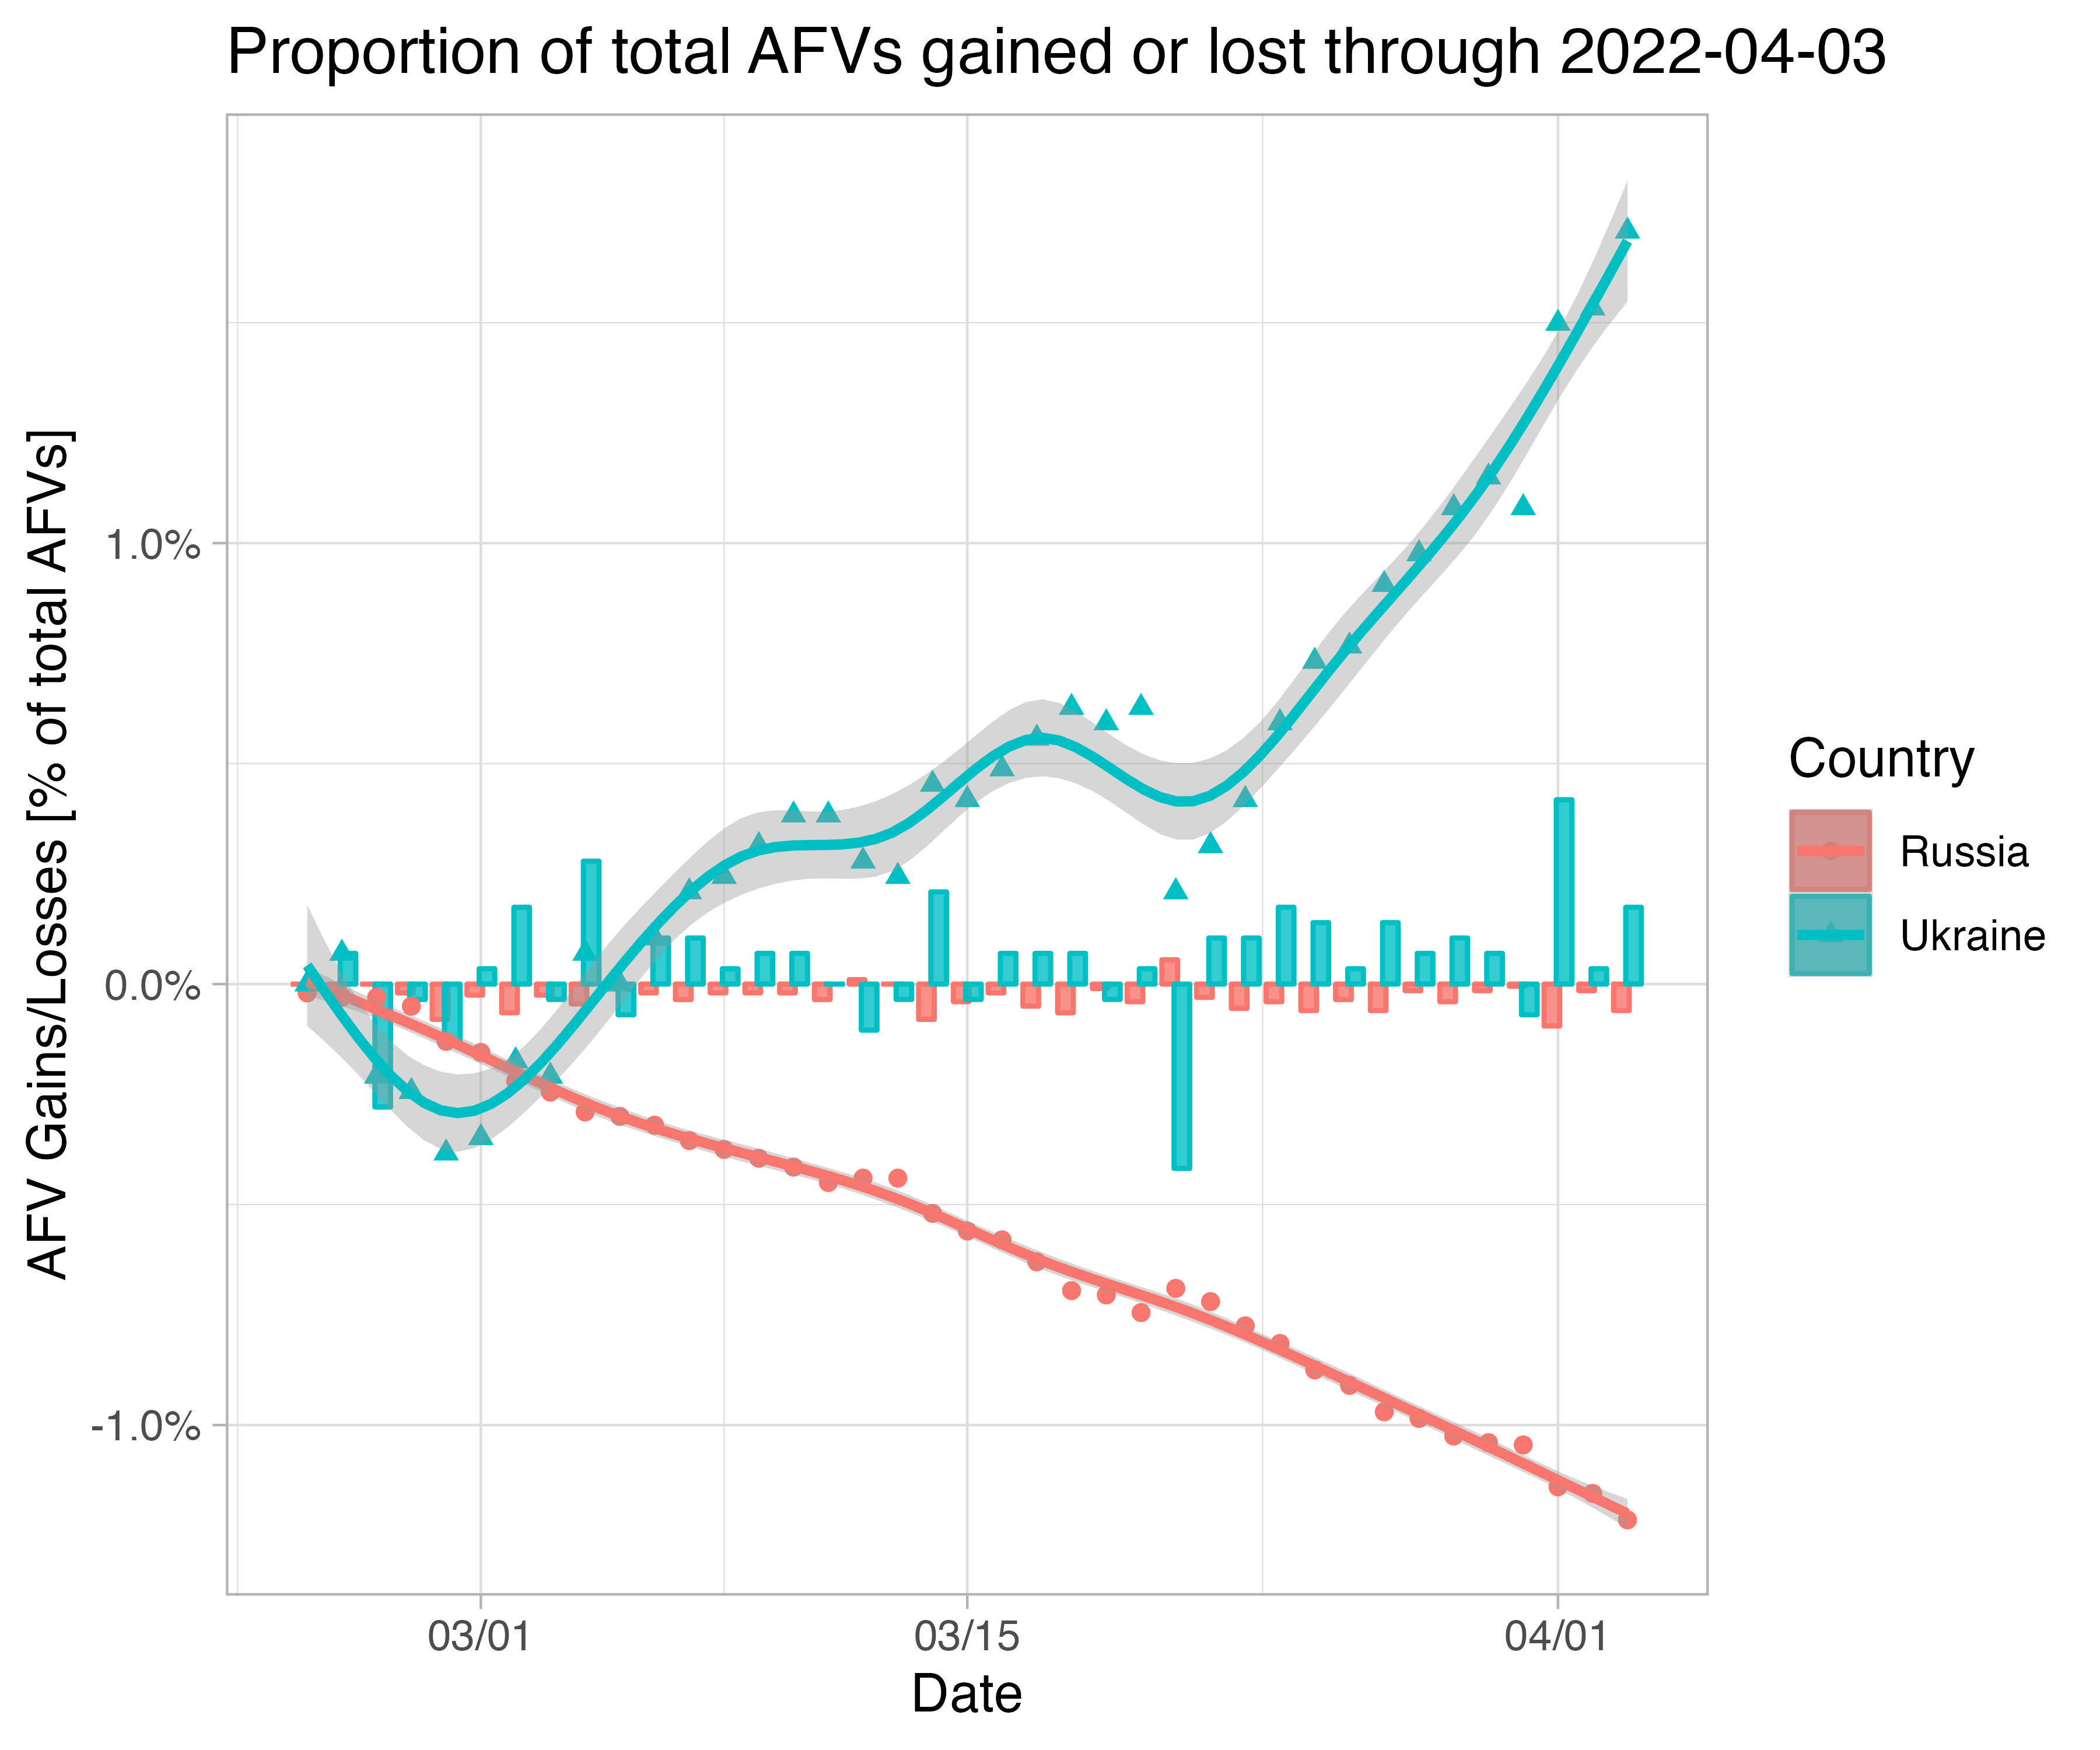 Proportion of total AFVs gained or lost through 2022-04-03
AFV Gains/Losses [% of total AFVs]
1.0%
0.0%
-1.0%
03/01
03/15
04/01
Date
Country
Russia
Ukraine